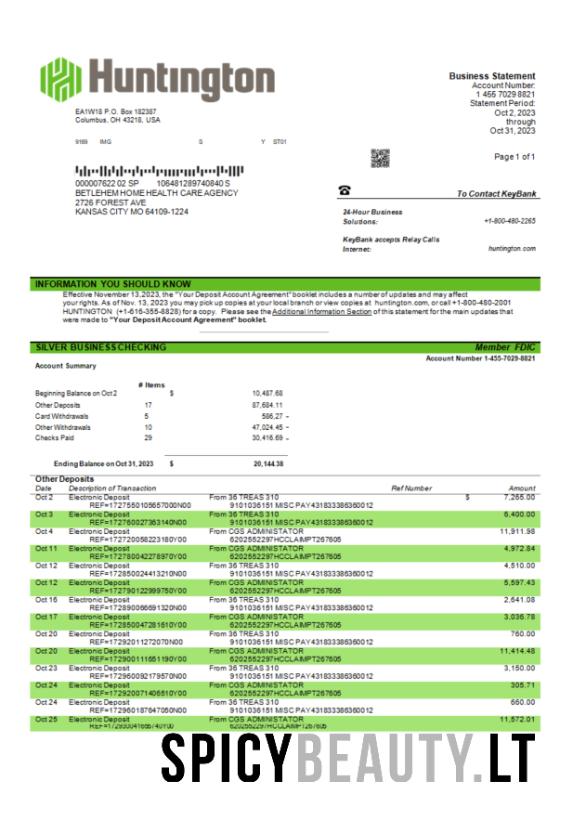 Huntington
EA1W18 P.O. Box 182387
Columbus, OH 43218, USA
9169 IMG S Y ST01
000007622 02 SP 106481289740840 S
BETLEHEM HOME HEALTH CARE AGENCY
2726 FOREST AVE
KANSAS CITY MO 64109-1224
Business Statement
Account Number:
1 455 7029 8821
Statement Period:
Oct 2, 2023
through
Oct 31, 2023
Page 1 of 1
To Contact KeyBank
24-Hour Business
Solutions: +1-800-480-2265
KeyBank accepts Relay Calls
Internet: huntington.com
INFORMATION YOU SHOULD KNOW
Effective November 13,2023, the "Your Deposit Account Agreement" booklet includes a number of updates and may affect
your rights. As of Nov. 13, 2023 you may pick up copies at your local branch or view copies at huntington.com, or call +1-800-480-2001
HUNTINGTON (+1-616-355-8828) for a copy. Please see the Additional Information Section of this statement for the main updates that
were made to "Your Deposit Account Agreement" booklet.
SILVER BUSINESS CHECKING Member FDIC
Account Number 1-455-7029-8821
Account Summary
# Items
Beginning Balance on Oct 2 $ 10,487.68
Other Deposits 17 87,684.11
Card Withdrawals 5 586,27 -
Other Withdrawals 10 47,024.45 -
Checks Paid 29 30,416.69 -
Ending Balance on Oct 31, 2023 $ 20,144.38
Other Deposits
Date Description of Transaction Ref Number Amount
Oct 2 Electronic Deposit From 36 TREAS 310 $ 7,265.00
REF=1727550105657000N00 9101036151 MISC PAY431833386360012
Oct 3 Electronic Deposit From 36 TREAS 310 6,400.00
REF=172760027363140N00 9101036151 MISC PAY431833386360012
Oct 4 Electronic Deposit From CGS ADMINISTATOR 11,911.98
REF=172720058223180Y00 6202552297HCCLAIMPT267605
Oct 11 Electronic Deposit From CGS ADMINISTATOR 4,972.84
REF=172780042278970Y00 6202552297HCCLAIMPT267605
Oct 12 Electronic Deposit From 36 TREAS 310 4,510.00
REF=172850024413210N00 9101036151 MISC PAY431833386360012
Oct 12 Electronic Deposit From CGS ADMINISTATOR 5,597.43
REF=172790122999750Y00 6202552297HCCLAIMPT267605
Oct 16 Electronic Deposit From 36 TREAS 310 2,641.08
REF=172890066691320N00 9101036151 MISC PAY431833386360012
Oct 17 Electronic Deposit From CGS ADMINISTATOR 3,036.78
REF=172850047281610Y00 6202552297HCCLAIMPT267605
Oct 20 Electronic Deposit From 36 TREAS 310 760.00
REF=17292011272070N00 9101036151 MISC PAY431833386360012
Oct 20 Electronic Deposit From CGS ADMINISTATOR 11,414.48
REF=172900111651190Y00 6202552297HCCLAIMPT267605
Oct 23 Electronic Deposit From 36 TREAS 310 3,150.00
REF=172960092179570N00 9101036151 MISC PAY431833386360012
Oct 24 Electronic Deposit From CGS ADMINISTATOR 305.71
REF=172920071406510Y00 6202552297HCCLAIMPT267605
Oct 24 Electronic Deposit From 36 TREAS 310 660.00
REF=1729601876470 50N00 9101036151 MISC PAY431833386360012
Oct 25 Electronic Deposit From CGS ADMINISTATOR 11,572.01
REF=172930041655740Y00 6202552297HCCLAIMPT267605
SPICYBEAUTY.LT